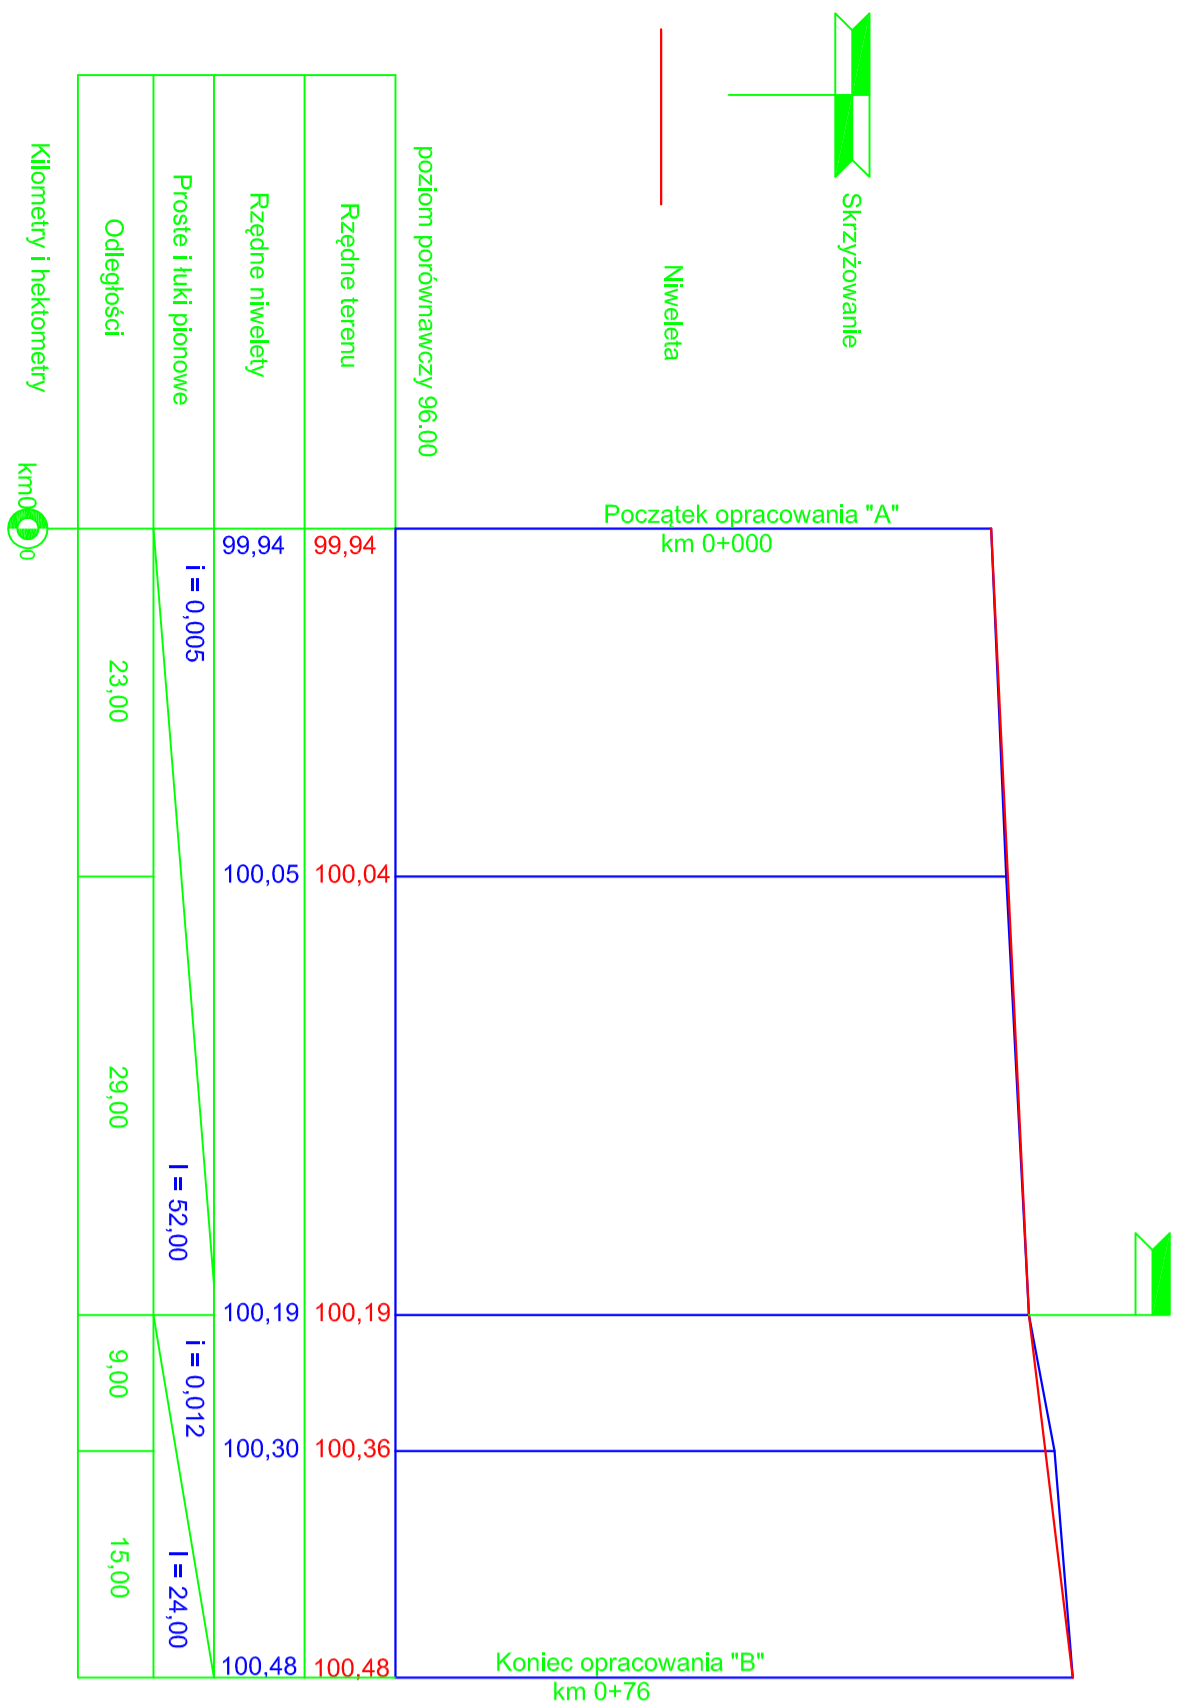 Skrzyżowanie
Niweleta
Początek opracowania "A"
km 0+000
Koniec opracowania "B"
km 0+76
poziom porównawczy 96.00
Rzędne terenu
99,94
100,04
100,19
100,36
100,48
Rzędne niwelety
99,94
100,05
100,19
100,30
100,48
Proste i łuki pionowe
i = 0,005
l = 52,00
i = 0,012
l = 24,00
Odległości
23,00
29,00
9,00
15,00
Kilometry i hektometry